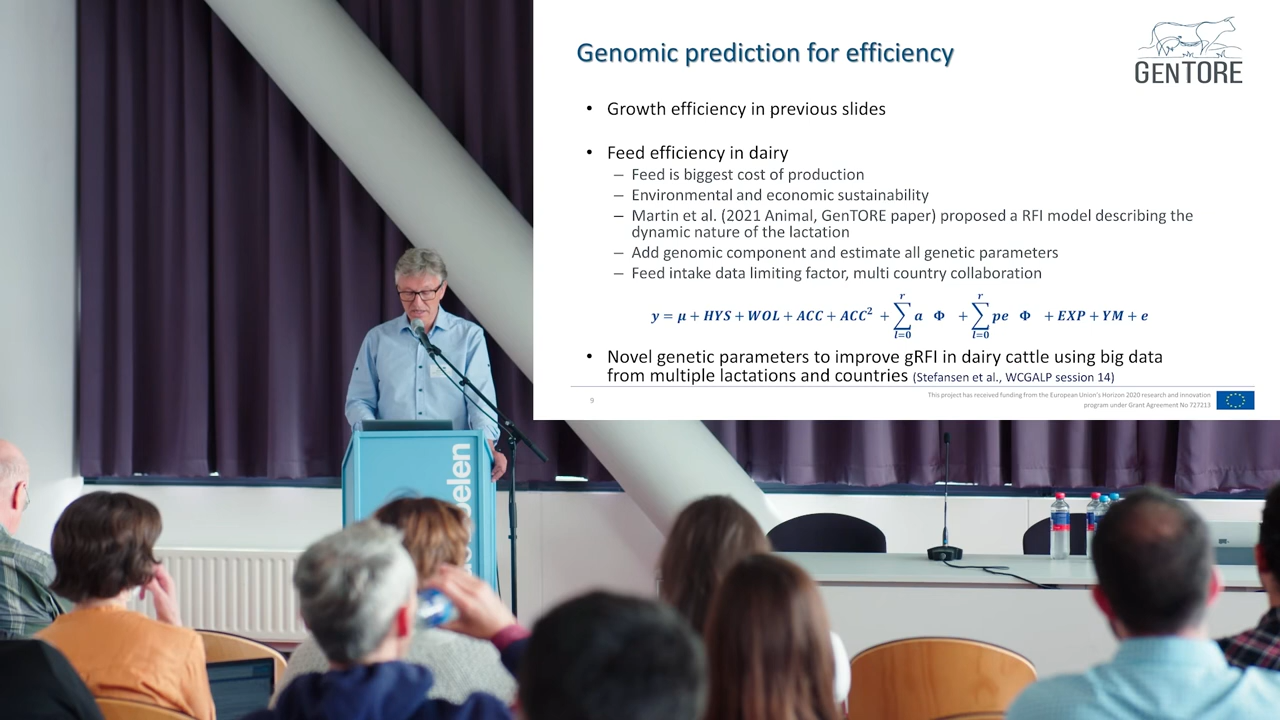 Genomic prediction for efficiency
GENTORE
• Growth efficiency in previous slides
• Feed efficiency in dairy
– Feed is biggest cost of production
– Environmental and economic sustainability
– Martin et al. (2021 Animal, GenTORE paper) proposed a RFI model describing the
dynamic nature of the lactation
– Add genomic component and estimate all genetic parameters
– Feed intake data limiting factor, multi country collaboration
y = μ + HYS + WOL + ACC + ACC² + ∑_{l=0}^{r} a Φ + ∑_{l=0}^{r} pe Φ + EXP + YM + e
• Novel genetic parameters to improve gRFI in dairy cattle using big data
from multiple lactations and countries (Stefansen et al., WCGALP session 14)
9
This project has received funding from the European Union's Horizon 2020 research and innovation
program under Grant Agreement No 727213